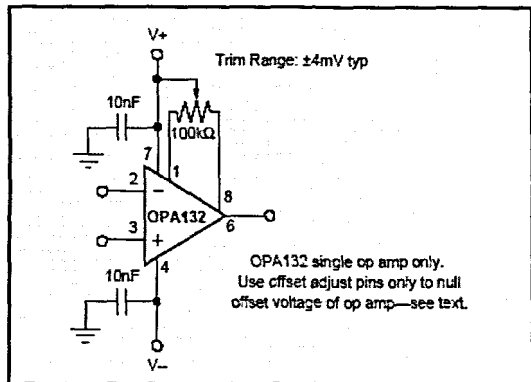 V+
Trim Range: ±4mV typ
10nF
100kΩ
7
1
2
8
–
OPA132
6
3
+
4
10nF
OPA132 single op amp only.
Use offset adjust pins only to null
offset voltage of op amp—see text.
V–